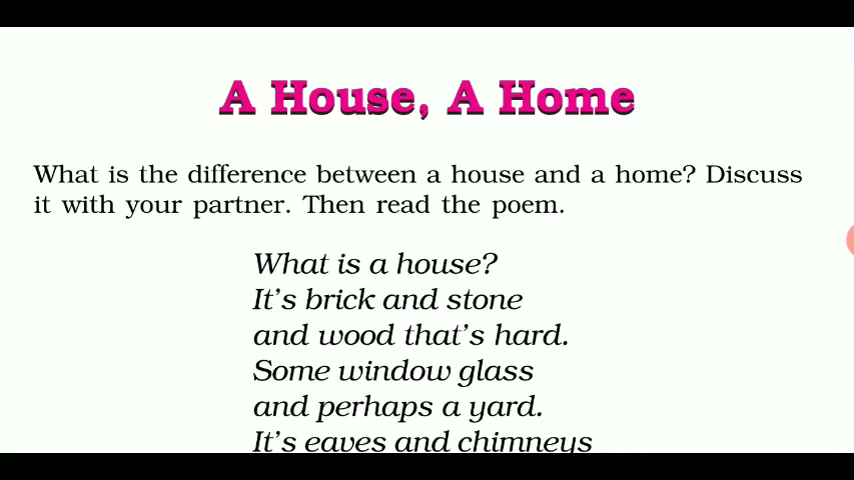 A House, A Home
What is the difference between a house and a home? Discuss
it with your partner. Then read the poem.
What is a house?
It's brick and stone
and wood that's hard.
Some window glass
and perhaps a yard.
It's eaves and chimneys